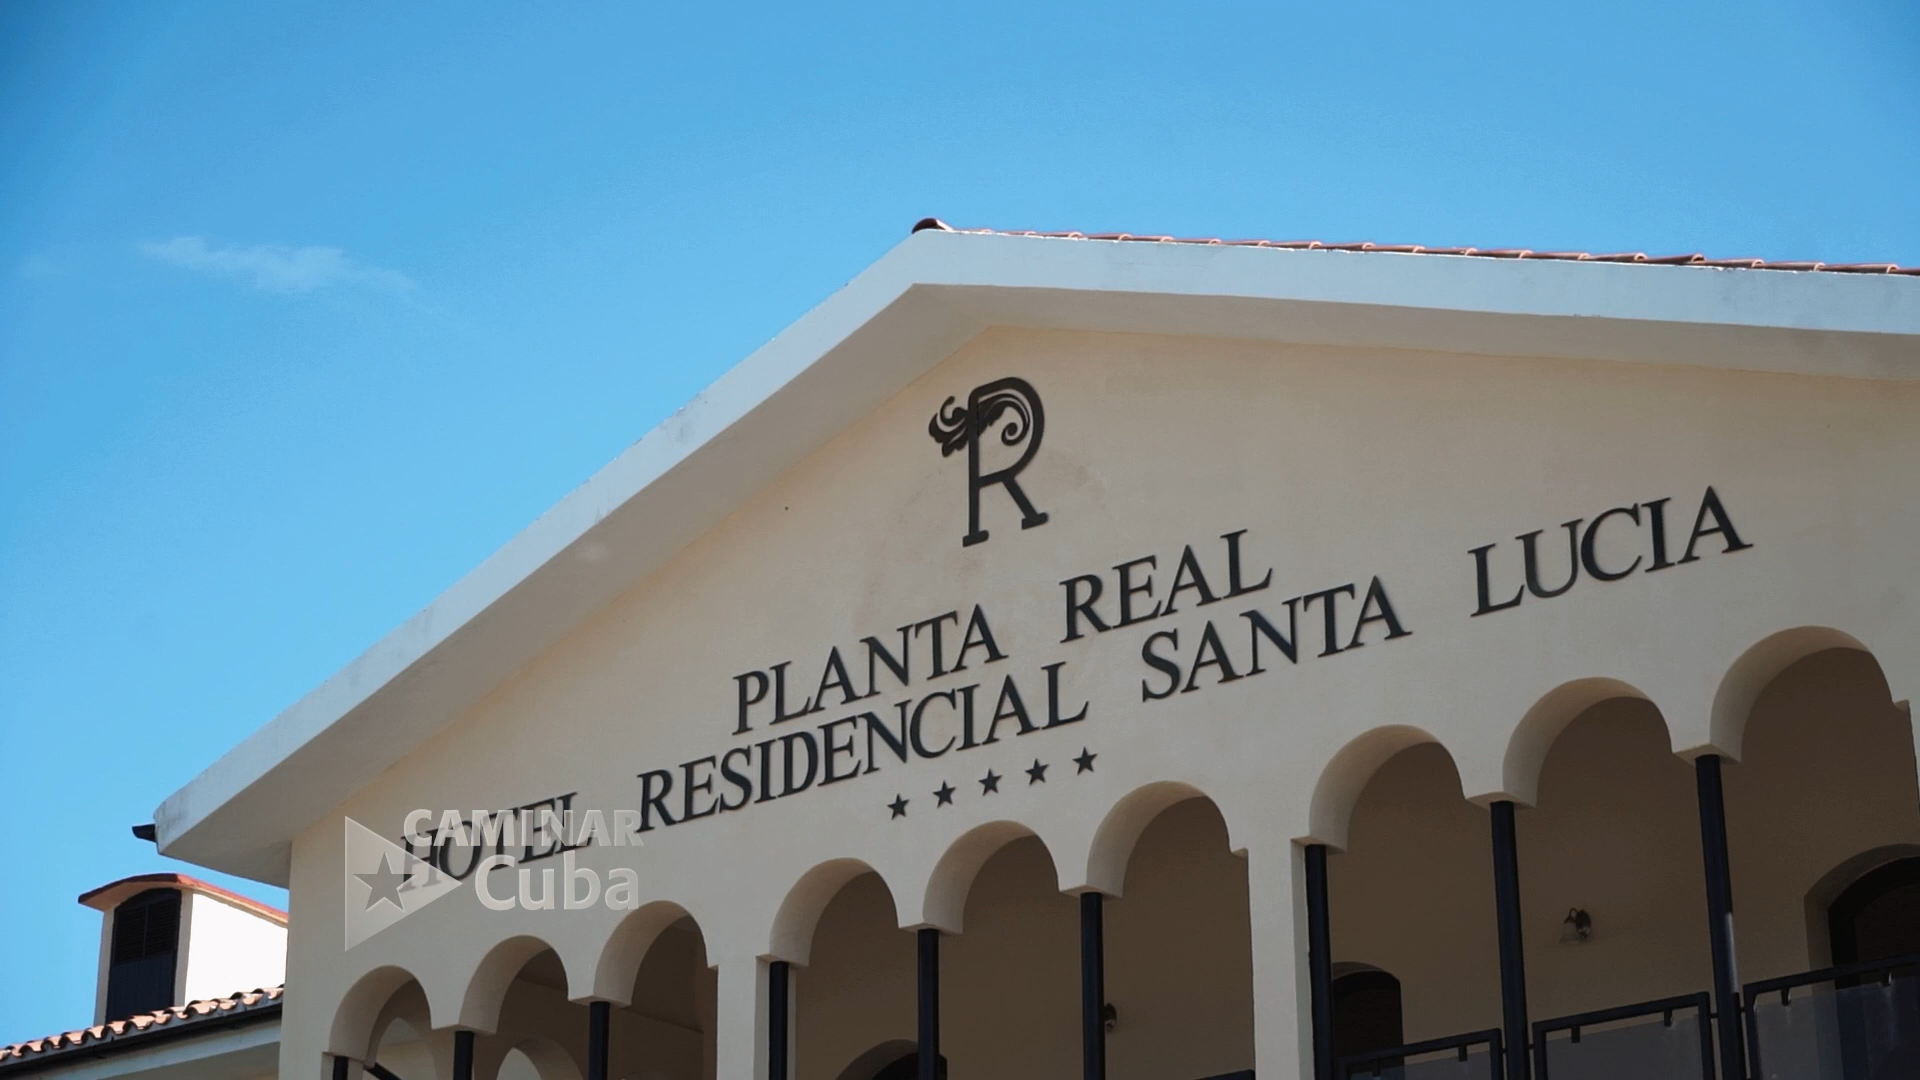 R
PLANTA REAL
HOTEL RESIDENCIAL SANTA LUCIA
CAMINAR
Cuba